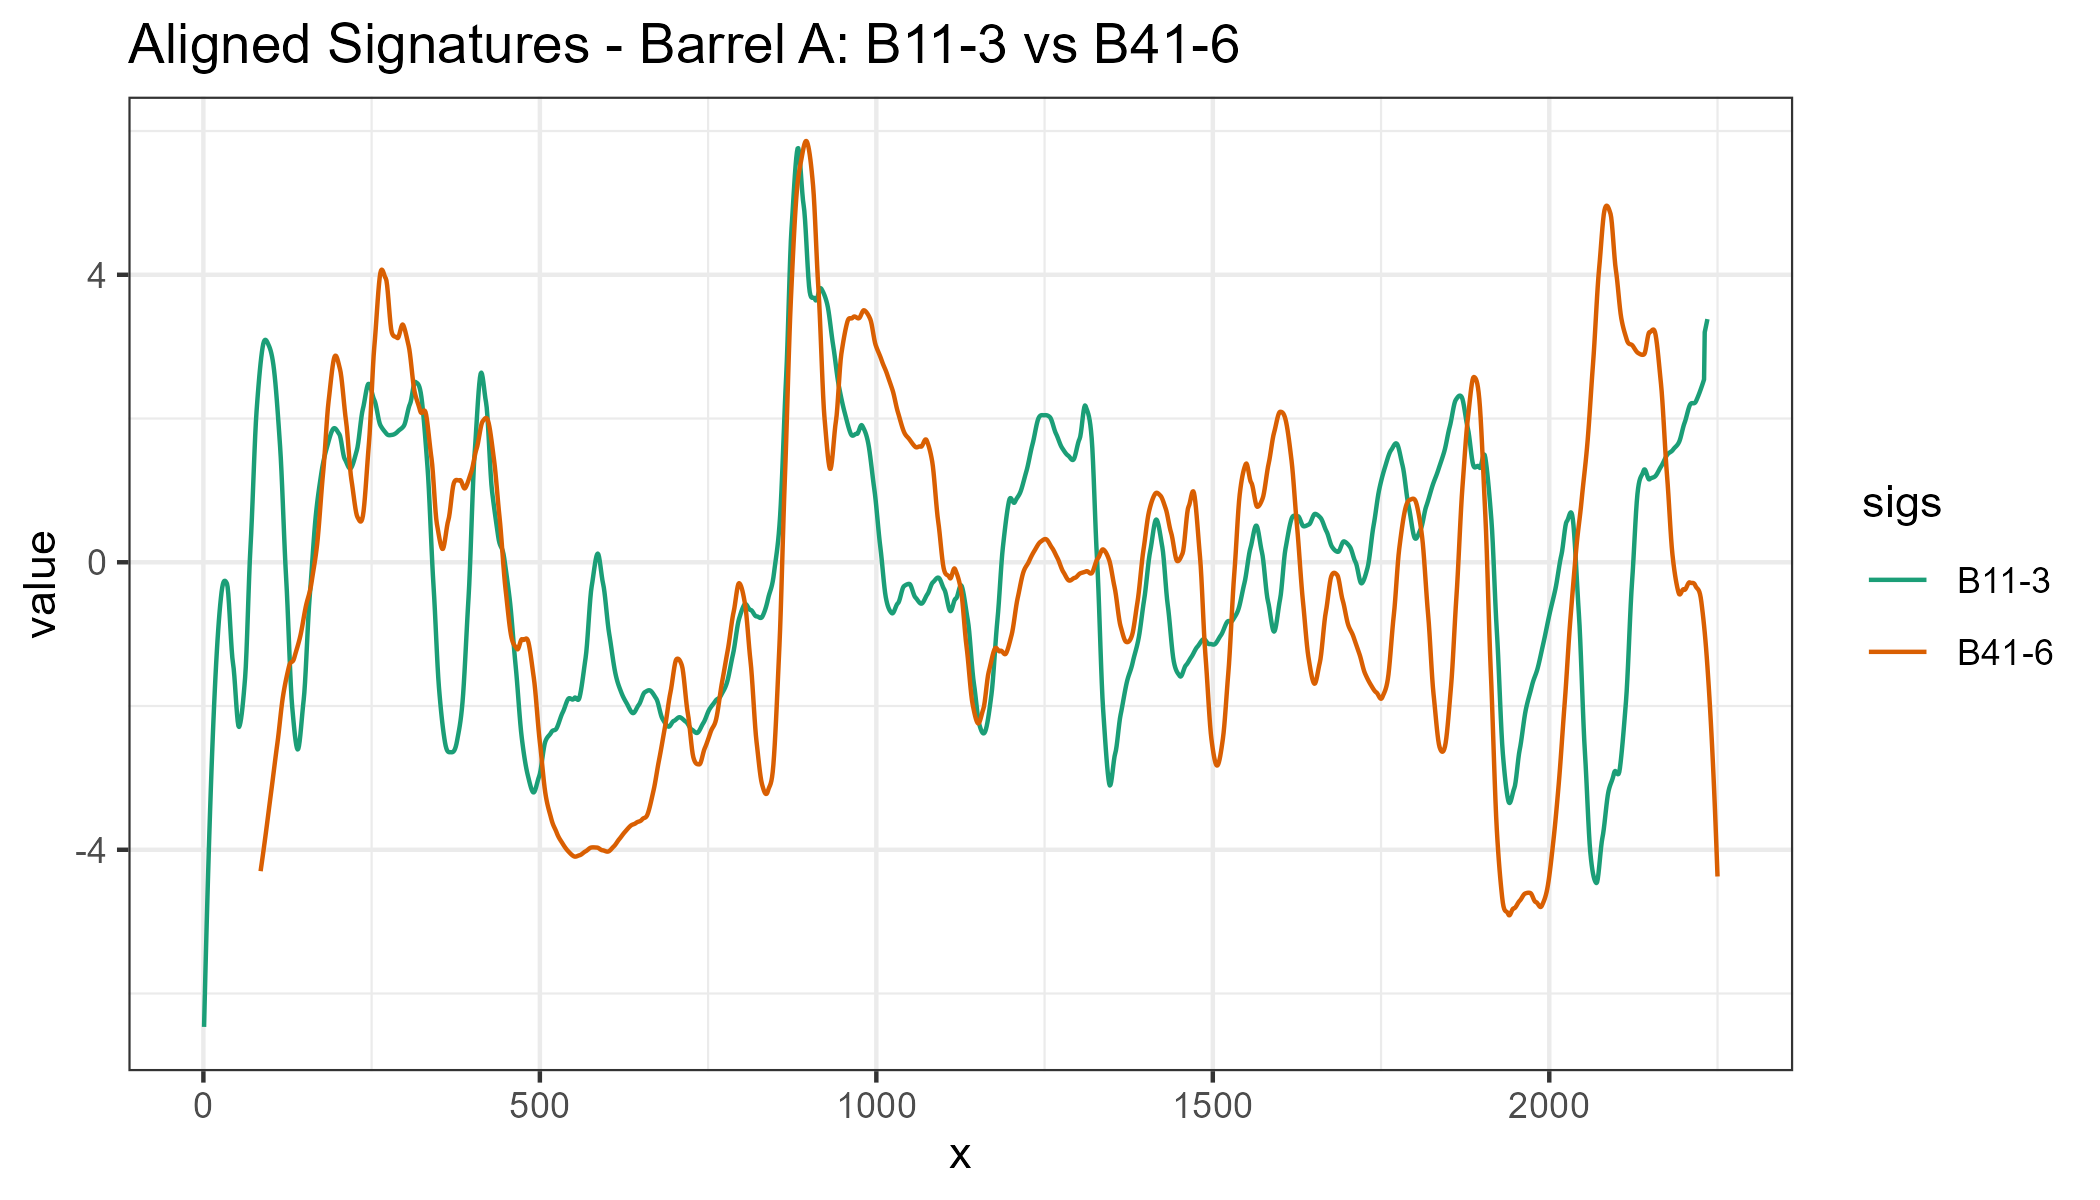 Aligned Signatures - Barrel A: B11-3 vs B41-6
value
4
0
-4
0
500
1000
1500
2000
x
sigs
B11-3
B41-6